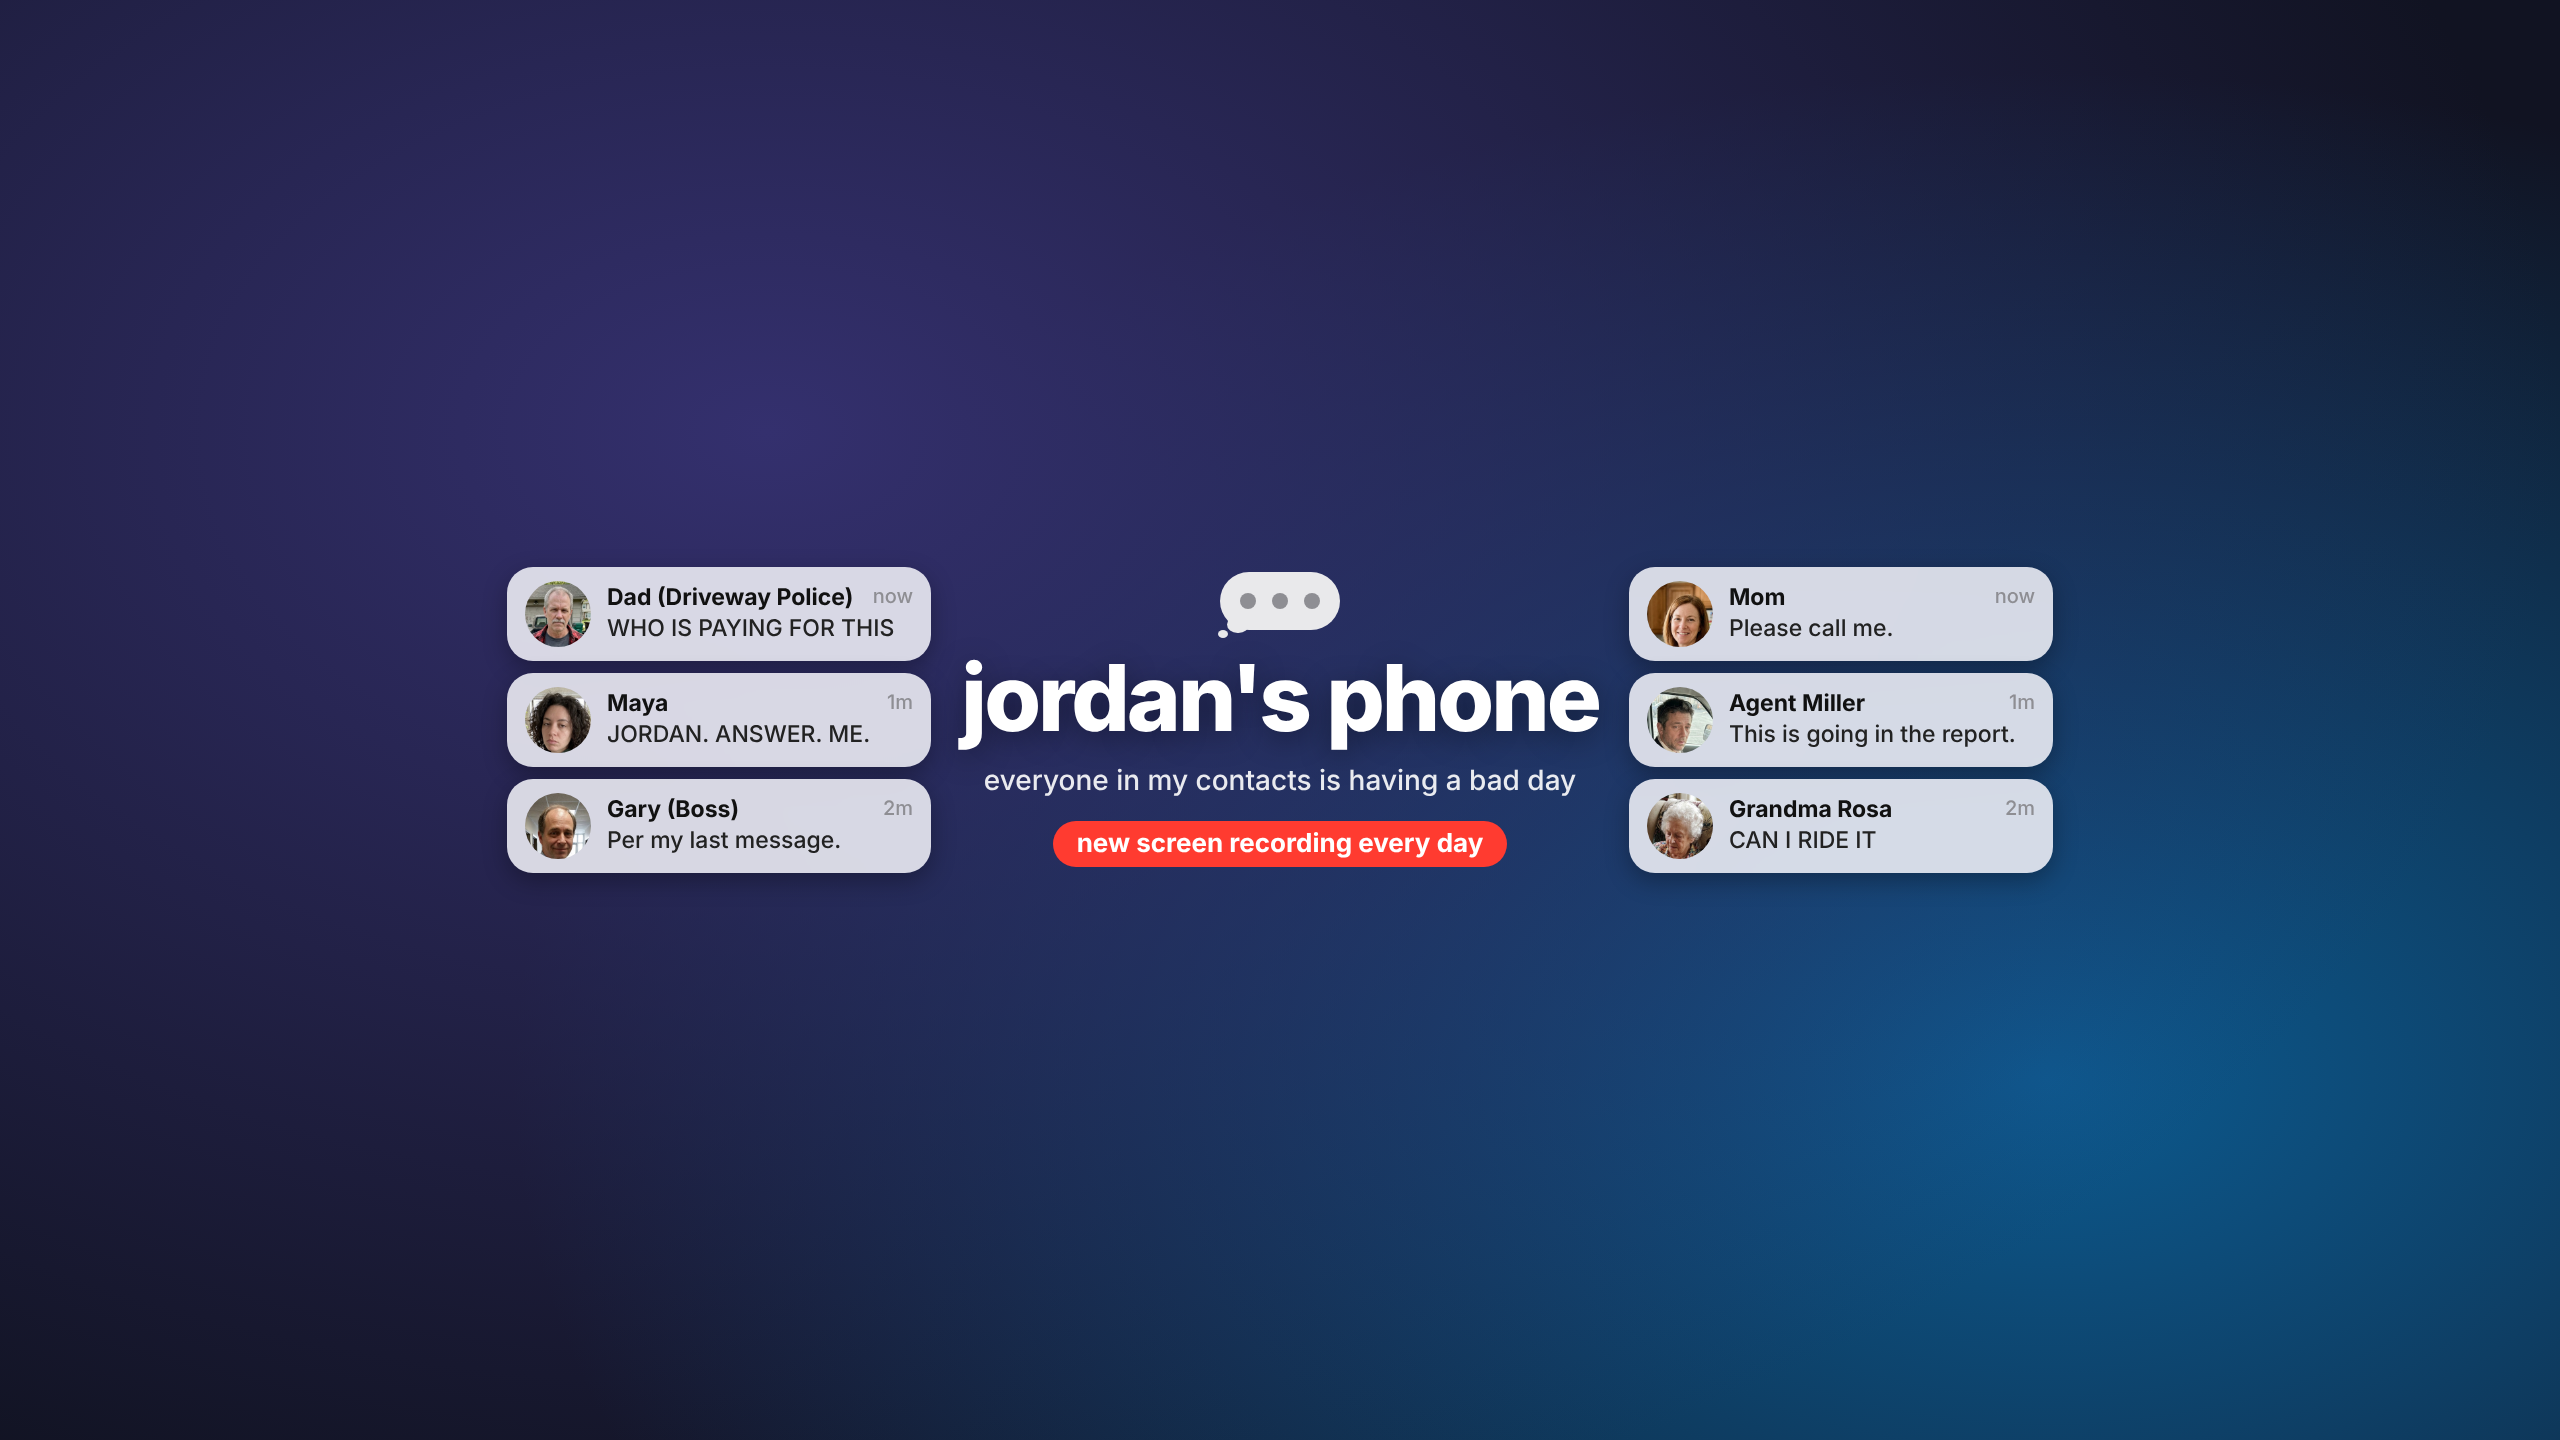 Dad (Driveway Police) now
WHO IS PAYING FOR THIS
Maya 1m
JORDAN. ANSWER. ME.
Gary (Boss) 2m
Per my last message.
jordan's phone
everyone in my contacts is having a bad day
new screen recording every day
Mom now
Please call me.
Agent Miller 1m
This is going in the report.
Grandma Rosa 2m
CAN I RIDE IT